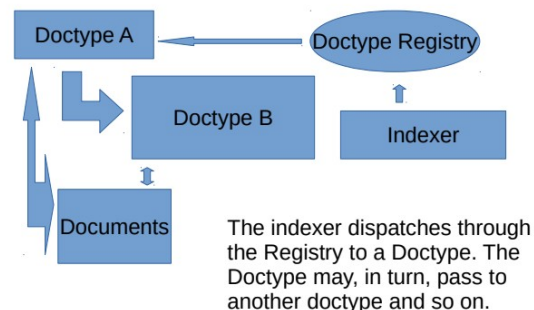 Doctype A
Doctype Registry
Doctype B
Indexer
Documents
The indexer dispatches through
the Registry to a Doctype. The
Doctype may, in turn, pass to
another doctype and so on.